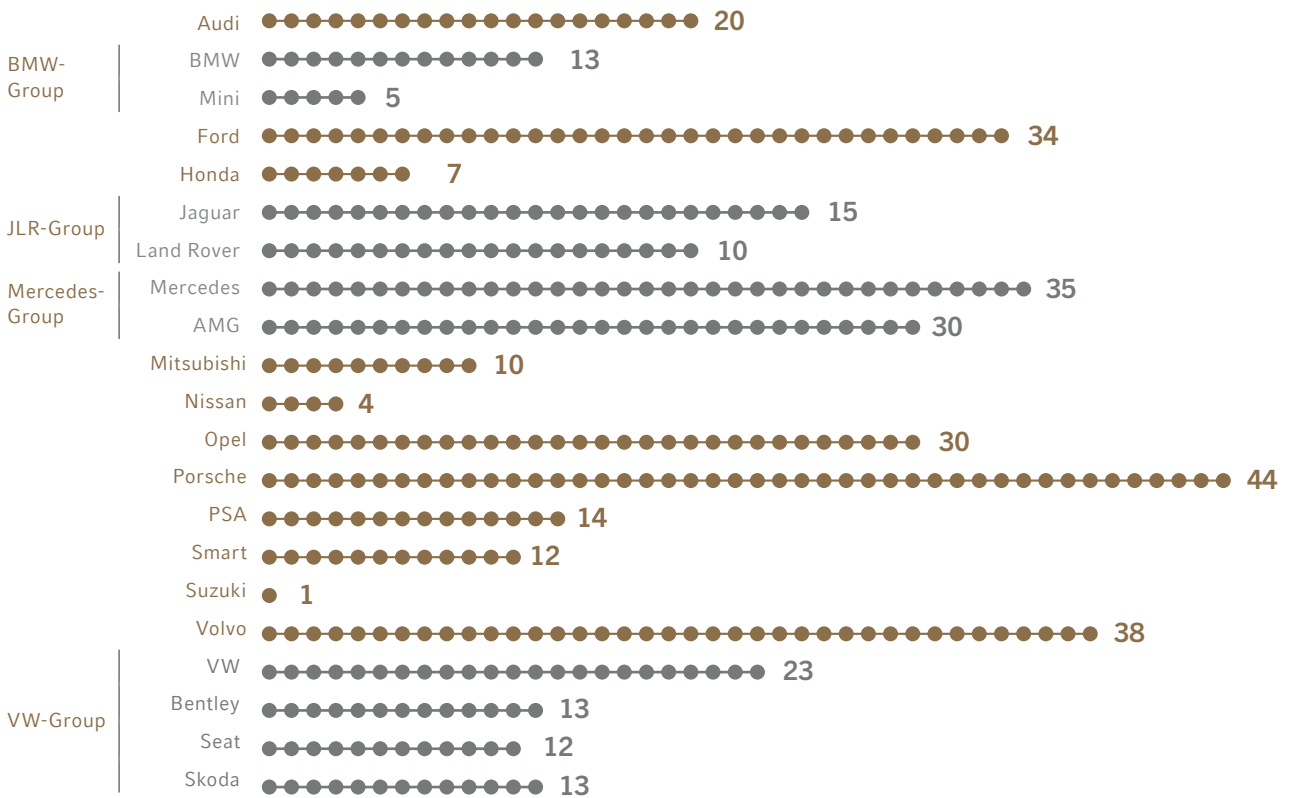 Audi 20
BMW-
Group
BMW 13
Mini 5
Ford 34
Honda 7
JLR-Group
Jaguar 15
Land Rover 10
Mercedes-
Group
Mercedes 35
AMG 30
Mitsubishi 10
Nissan 4
Opel 30
Porsche 44
PSA 14
Smart 12
Suzuki 1
Volvo 38
VW-Group
VW 23
Bentley 13
Seat 12
Skoda 13